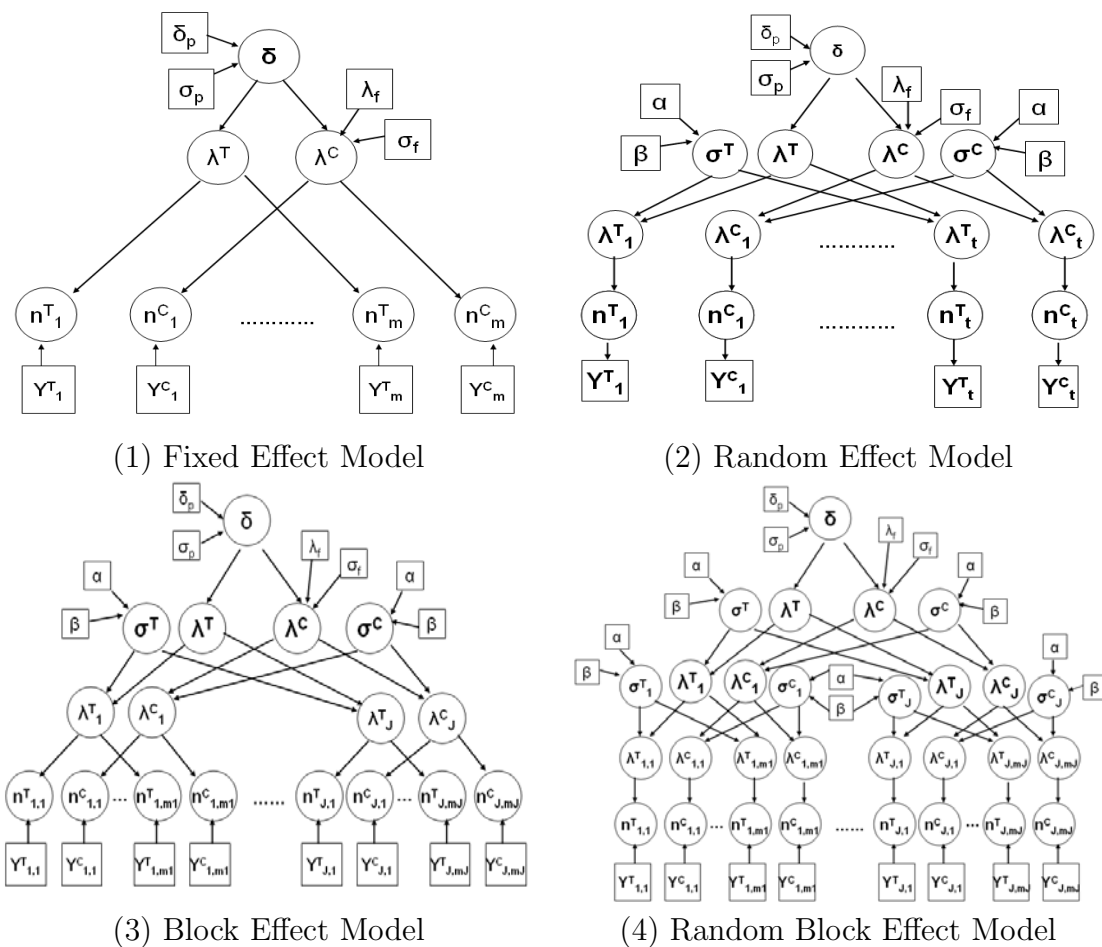 δp
δ
σp
λf
σf
λT
λC
nT1
nC1
............
nTm
nCm
YT1
YC1
YTm
YCm
(1) Fixed Effect Model
δp
δ
σp
λf
α
σf
α
β
σT
λT
λC
σC
β
λT1
λC1
............
λTt
λCt
nT1
nC1
............
nTt
nCt
YT1
YC1
YTt
YCt
(2) Random Effect Model
δp
δ
σp
λf
σf
α
α
β
σT
λT
λC
σC
β
λT1
λC1
λTJ
λCJ
nT1,1
nC1,1
...
nT1,m1
nC1,m1
......
nTJ,1
nCJ,1
...
nTJ,mJ
nCJ,mJ
YT1,1
YC1,1
YT1,m1
YC1,m1
YTJ,1
YCJ,1
YTJ,mJ
YCJ,mJ
(3) Block Effect Model
δp
δ
σp
λf
σf
α
α
β
σT
λT
λC
σC
β
α
β
σT1
λT1
λC1
σC1
α
β
σTJ
λTJ
λCJ
σCJ
α
β
λT1,1
λC1,1
λT1,m1
λC1,m1
λTJ,1
λCJ,1
λTJ,mJ
λCJ,mJ
nT1,1
nC1,1
...
nT1,m1
nC1,m1
......
nTJ,1
nCJ,1
...
nTJ,mJ
nCJ,mJ
YT1,1
YC1,1
YT1,m1
YC1,m1
YTJ,1
YCJ,1
YTJ,mJ
YCJ,mJ
(4) Random Block Effect Model